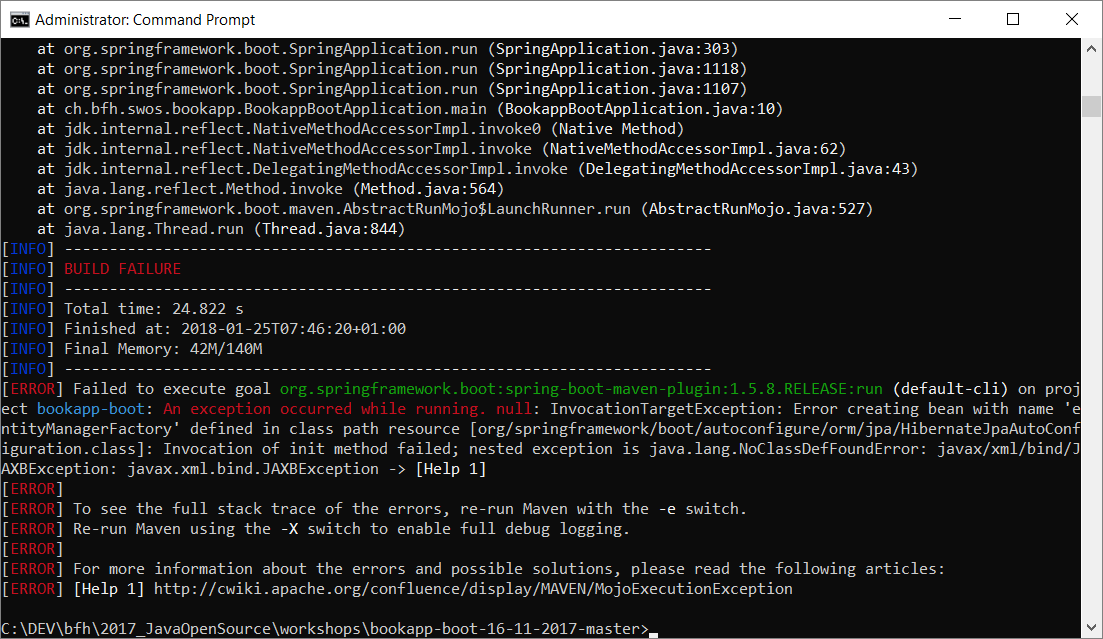 Administrator: Command Prompt
at org.springframework.boot.SpringApplication.run (SpringApplication.java:303)
at org.springframework.boot.SpringApplication.run (SpringApplication.java:1118)
at org.springframework.boot.SpringApplication.run (SpringApplication.java:1107)
at ch.bfh.swos.bookapp.BookappBootApplication.main (BookappBootApplication.java:10)
at jdk.internal.reflect.NativeMethodAccessorImpl.invoke0 (Native Method)
at jdk.internal.reflect.NativeMethodAccessorImpl.invoke (NativeMethodAccessorImpl.java:62)
at jdk.internal.reflect.DelegatingMethodAccessorImpl.invoke (DelegatingMethodAccessorImpl.java:43)
at java.lang.reflect.Method.invoke (Method.java:564)
at org.springframework.boot.maven.AbstractRunMojo$LaunchRunner.run (AbstractRunMojo.java:527)
at java.lang.Thread.run (Thread.java:844)
[INFO] ------------------------------------------------------------------------
[INFO] BUILD FAILURE
[INFO] ------------------------------------------------------------------------
[INFO] Total time: 24.822 s
[INFO] Finished at: 2018-01-25T07:46:20+01:00
[INFO] Final Memory: 42M/140M
[INFO] ------------------------------------------------------------------------
[ERROR] Failed to execute goal org.springframework.boot:spring-boot-maven-plugin:1.5.8.RELEASE:run (default-cli) on proj
ect bookapp-boot: An exception occurred while running. null: InvocationTargetException: Error creating bean with name 'e
ntityManagerFactory' defined in class path resource [org/springframework/boot/autoconfigure/orm/jpa/HibernateJpaAutoConf
iguration.class]: Invocation of init method failed; nested exception is java.lang.NoClassDefFoundError: javax/xml/bind/J
AXBException: javax.xml.bind.JAXBException -> [Help 1]
[ERROR]
[ERROR] To see the full stack trace of the errors, re-run Maven with the -e switch.
[ERROR] Re-run Maven using the -X switch to enable full debug logging.
[ERROR]
[ERROR] For more information about the errors and possible solutions, please read the following articles:
[ERROR] [Help 1] http://cwiki.apache.org/confluence/display/MAVEN/MojoExecutionException
C:\DEV\bfh\2017_JavaOpenSource\workshops\bookapp-boot-16-11-2017-master>